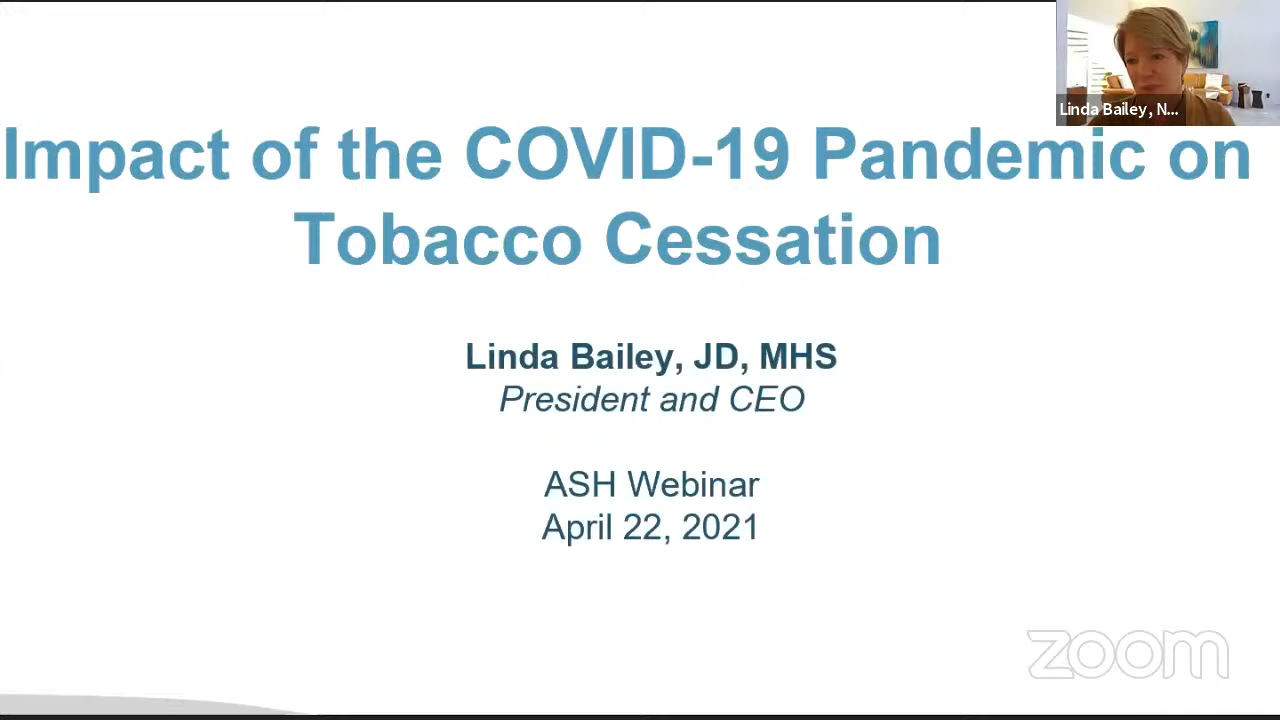 Linda Bailey, N...
Impact of the COVID-19 Pandemic on
Tobacco Cessation
Linda Bailey, JD, MHS
President and CEO
ASH Webinar
April 22, 2021
zoom